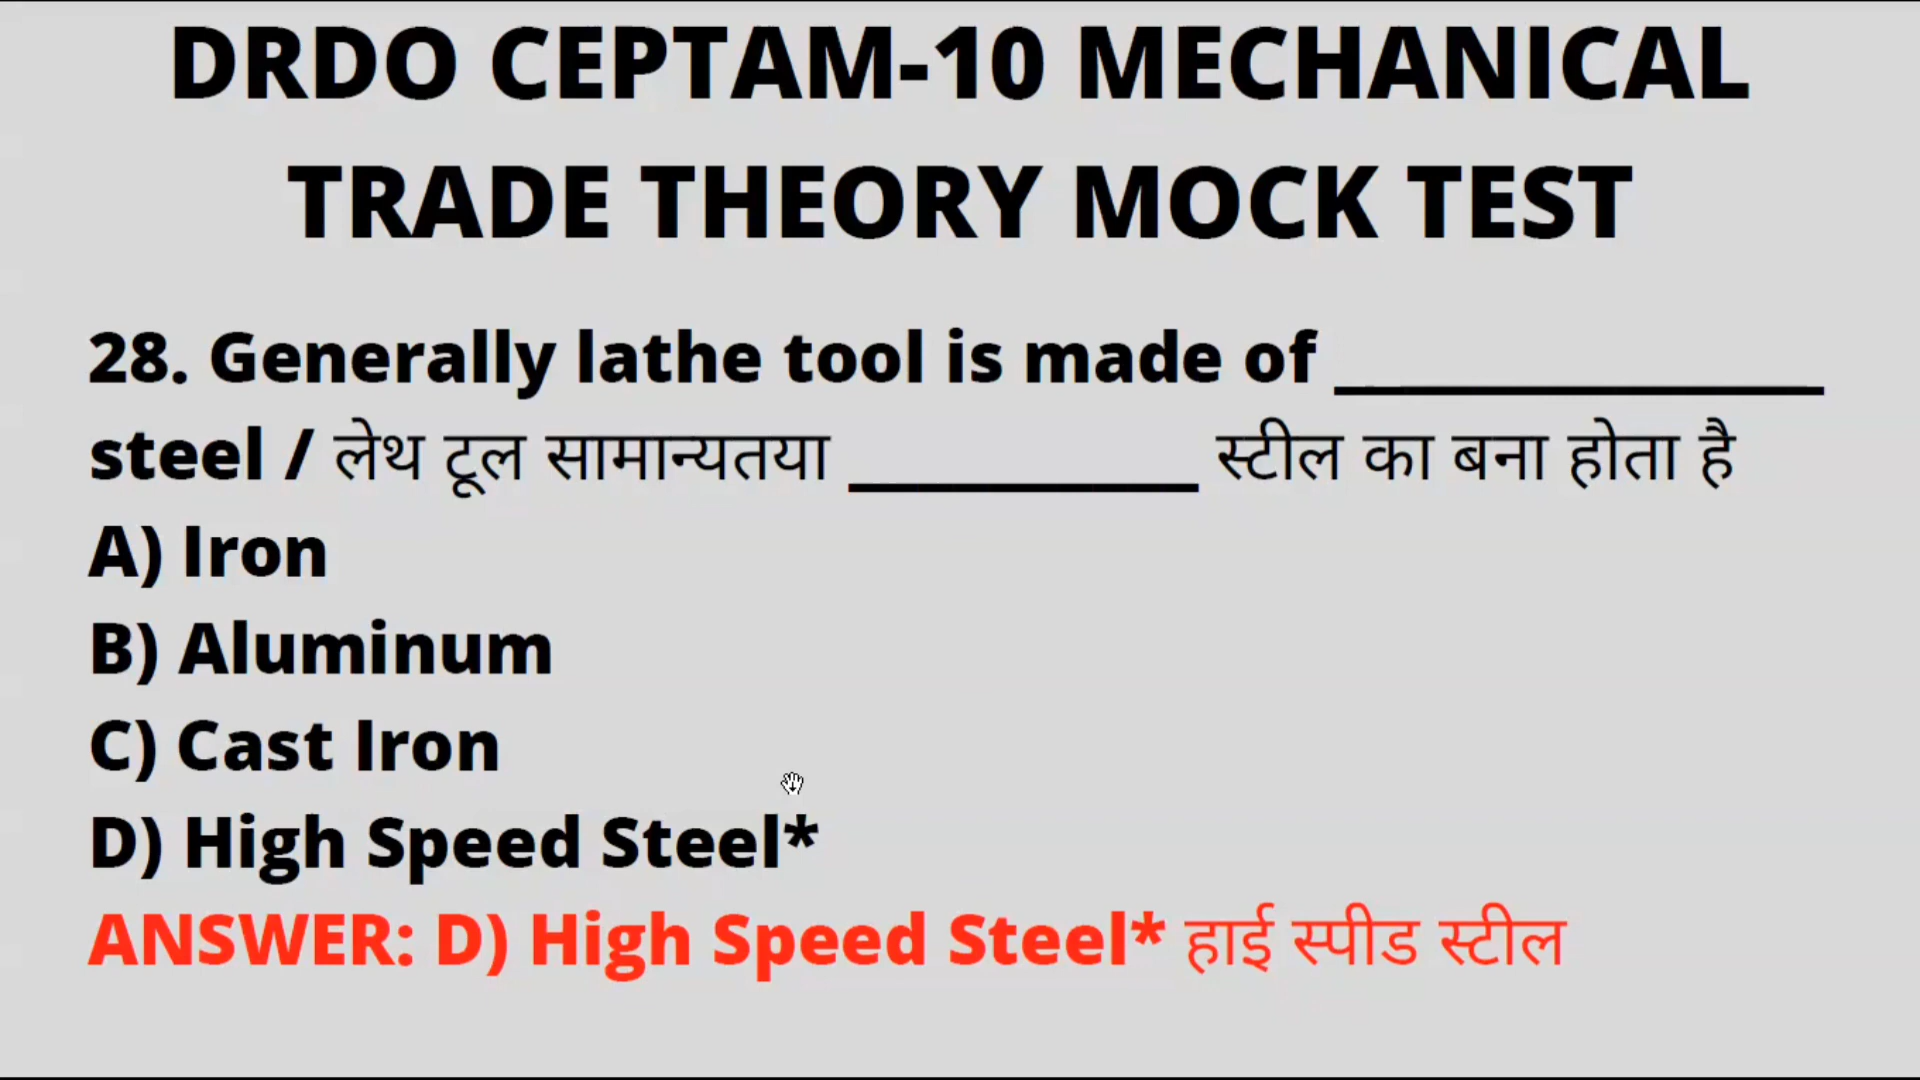 DRDO CEPTAM-10 MECHANICAL
TRADE THEORY MOCK TEST
28. Generally lathe tool is made of ______________
steel / लेथ टूल सामान्यतया __________ स्टील का बना होता है
A) Iron
B) Aluminum
C) Cast Iron
D) High Speed Steel*
ANSWER: D) High Speed Steel* हाई स्पीड स्टील